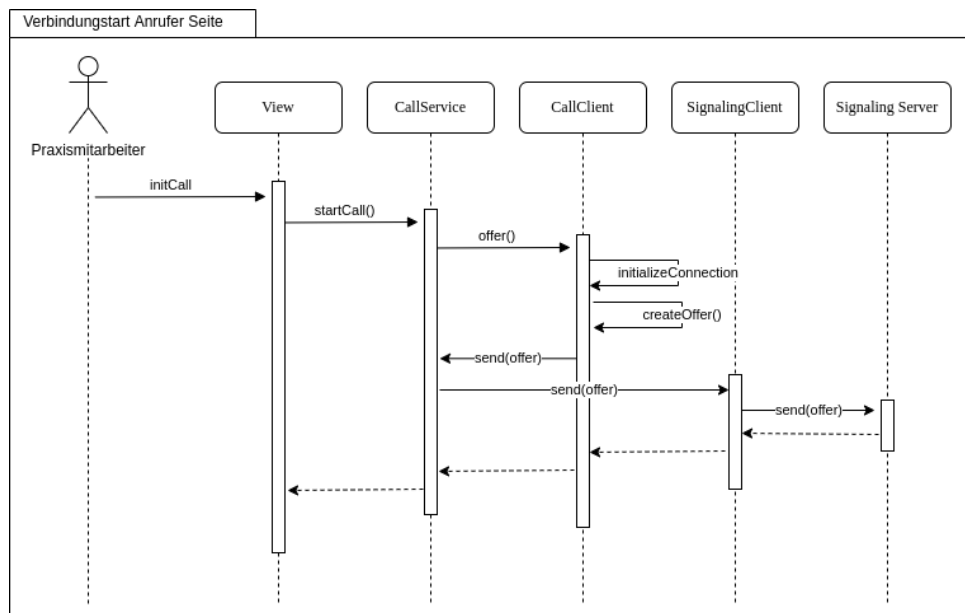 Verbindungstart Anrufer Seite
Praxismitarbeiter
View
CallService
CallClient
SignalingClient
Signaling Server
initCall
startCall()
offer()
initializeConnection
createOffer()
send(offer)
send(offer)
send(offer)